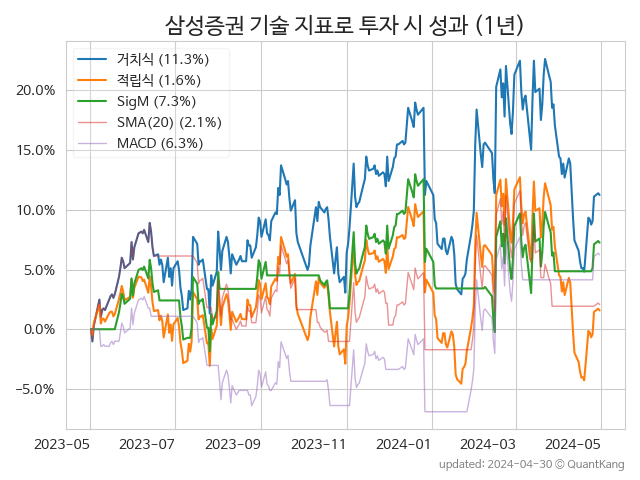 삼성증권 기술 지표로 투자 시 성과 (1년)
거치식 (11.3%)
적립식 (1.6%)
SigM (7.3%)
SMA(20) (2.1%)
MACD (6.3%)
20.0%
15.0%
10.0%
5.0%
0.0%
−5.0%
2023-05 2023-07 2023-09 2023-11 2024-01 2024-03 2024-05
updated: 2024-04-30 © QuantKang